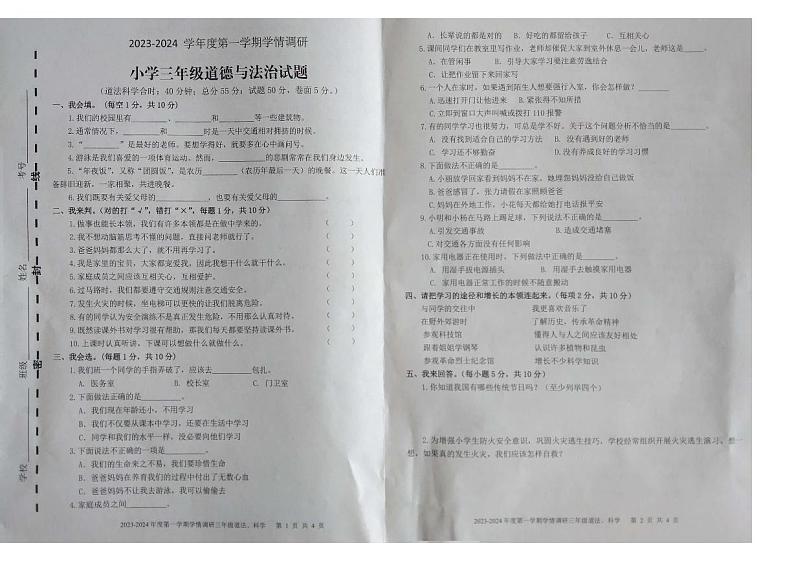 2023-2024 学年度第一学期学情调研
小学三年级道德与法治试题
（道法科学合时：40 分钟；总分 55 分；试题 50 分，卷面 5 分。）
一、我会填。（每空 1 分，共 10 分）
1.我们的校园里有________、________和________等一些建筑物。
2.通常情况下，________和________时是一天中交通相对拥挤的时候。
3."________"是最好的老师。要想学得好，就要多在心中画问号。
4.游泳是我们喜爱的一项体育运动。然而，________的悲剧常常在我们身边发生。
5."年夜饭"，又称"团圆饭"，是农历________（农历年最后一天）的晚餐。这一天人们准
备辞旧迎新，一家相聚，共进晚餐。
6.我们既要有关爱父母的________，也要有关爱父母的________。
二、我来判。（对的打"√"，错打"×"，每题 1 分，共 10 分）
1.做事也能长本领，我们有许多本领都是在做中学来的。（ ）
2.我不想动脑筋思考不懂的问题，直接问老师就行了。（ ）
3.爸爸妈妈都那么大了，就不用再学习了。（ ）
4.我是家里的宝贝，大家都宠爱我，因此我想干什么就干什么。（ ）
5.家庭成员之间应该互相关心，互相爱护。（ ）
6.过马路时，我们都要遵守交通规则注意交通安全。（ ）
7.发生火灾的时候，坐电梯可以更快的让我们脱离危险。（ ）
8.有的同学认为安全演练不是真正发生危险，不用那么认真对待。（ ）
9.既然读课外书对学习很有帮助，那我们每天都要坚持读课外书。（ ）
10.上课时认真听讲，下课可以想做什么就做什么。（ ）
三、我会选。（每题 1 分，共 10 分）
1.我们班一个同学的手指弄破了，应该去________包扎。
A. 医务室 B. 校长室 C. 门卫室
2.下面做法正确的是________。
A. 我们现在年龄还小，不用学习
B. 我们不仅要从课本中学习，还要在生活中学习
C. 同学和我们的水平一样，没必要向他们学习
3.下面说法不正确的一项是________。
A. 我们的生命来之不易，我们要珍惜生命
B. 爸爸妈妈在养育我们的过程中付出了无数心血
C. 爸爸妈妈不让我去游泳，我可以偷偷去
4.家庭成员之间________。
2023-2024 年度第一学期学情调研三年级道法、科学 第 1 页 共 4 页
学校
班级
姓名
考号
密
封
线
A. 长辈说的都是对的 B. 好吃的都留给孩子 C. 互相关心
5.课间同学们在教室里写作业，老师却催促大家到室外休息一会儿，老师这是____。
A. 在管闲事 B. 引导大家学习要注意劳逸结合
C. 让把作业留下来回家写
6.一个人在家时，如果遇到陌生人想要强行入室，你会怎样做？________
A.迅速打开门让他进来 B.紧张得不知所措
C.立即到窗口大声叫喊或拨打 110 报警
7.有的同学学习也很努力，可总是学不好。关于这个问题分析不恰当的是________。
A. 没有找到适合自己的学习方法 B. 没有遇到好的老师
C. 学习还不够勤奋 D.没有养成良好的学习习惯
8.下面做法不正确的是________。
A.小丽放学回家看到妈妈不在家，她埋怨妈妈没给自己做饭
B.爸爸感冒了，张力请假在家照顾爸爸
C.妈妈在外地工作，小花每天都给她打电话报平安
9.小明和小杨在马路上踢足球，下列说法不正确的是________。
A.引发交通事故 B.造成交通堵塞
C.对交通各方面没有任何影响
10.家用电器正在使用时，下列做法中正确的是________。
A. 用湿手拔电源插头 B. 用湿手去触摸家用电器
C. 家用电器正常工作的时候不随意搬动
四、请把学习的途径和增长的本领连起来。（每项 2 分，共 10 分）
与同学的交往中 我更喜欢音乐了
在野外郊游时 了解历史，传承革命精神
参观科技馆 懂得人与人之间应该友好相处
跟着姐姐学钢琴 认识许多植物和昆虫
参观革命烈士纪念馆 增长不少科学知识
五、我来回答。（每小题 5 分，共 10 分）
1.你知道我国有哪些传统节日吗？（至少列举四个）
2.为增强小学生防火安全意识，巩固火灾逃生技巧，学校经常组织开展火灾逃生演习。想一
想，如果真的发生火灾，我们应该怎样自救？
2023-2024 年度第一学期学情调研三年级道法、科学 第 2 页 共 4 页